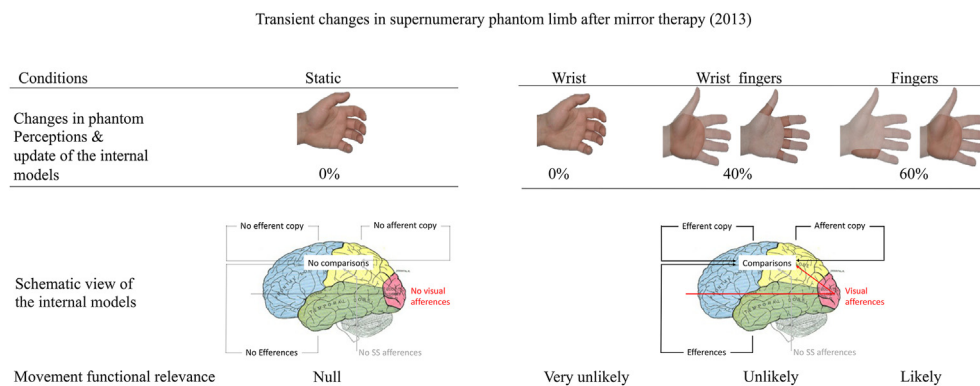 Transient changes in supernumerary phantom limb after mirror therapy (2013)
Conditions Static Wrist Wrist fingers Fingers
Changes in phantom
Perceptions &
update of the internal
models
0% 0% 40% 60%
No efferent copy No afferent copy Efferent copy Afferent copy
No comparisons Comparisons
Schematic view of
the internal models
No visual
afferences
Visual
afferences
TEMPORAL TEMPORAL
No Efferences No SS afferences Efferences No SS afferences
Movement functional relevance Null Very unlikely Unlikely Likely